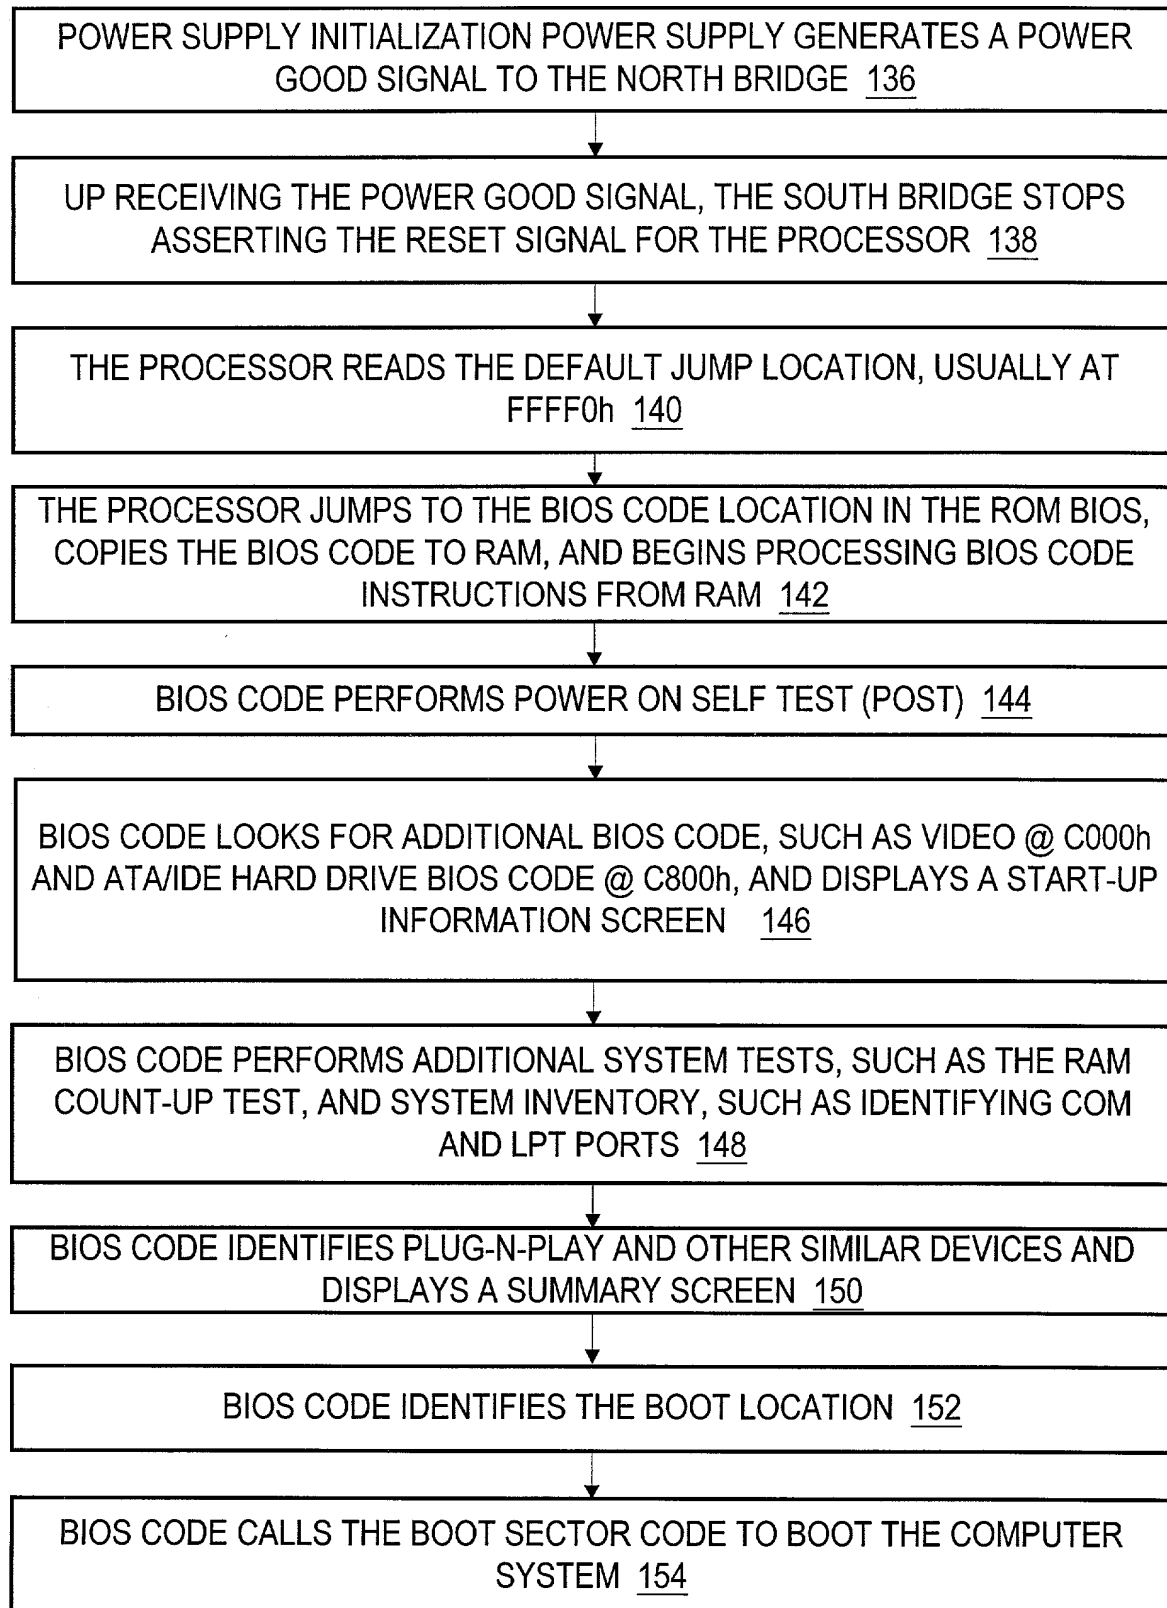 POWER SUPPLY INITIALIZATION POWER SUPPLY GENERATES A POWER
GOOD SIGNAL TO THE NORTH BRIDGE 136
UP RECEIVING THE POWER GOOD SIGNAL, THE SOUTH BRIDGE STOPS
ASSERTING THE RESET SIGNAL FOR THE PROCESSOR 138
THE PROCESSOR READS THE DEFAULT JUMP LOCATION, USUALLY AT
FFFF0h 140
THE PROCESSOR JUMPS TO THE BIOS CODE LOCATION IN THE ROM BIOS,
COPIES THE BIOS CODE TO RAM, AND BEGINS PROCESSING BIOS CODE
INSTRUCTIONS FROM RAM 142
BIOS CODE PERFORMS POWER ON SELF TEST (POST) 144
BIOS CODE LOOKS FOR ADDITIONAL BIOS CODE, SUCH AS VIDEO @ C000h
AND ATA/IDE HARD DRIVE BIOS CODE @ C800h, AND DISPLAYS A START-UP
INFORMATION SCREEN 146
BIOS CODE PERFORMS ADDITIONAL SYSTEM TESTS, SUCH AS THE RAM
COUNT-UP TEST, AND SYSTEM INVENTORY, SUCH AS IDENTIFYING COM
AND LPT PORTS 148
BIOS CODE IDENTIFIES PLUG-N-PLAY AND OTHER SIMILAR DEVICES AND
DISPLAYS A SUMMARY SCREEN 150
BIOS CODE IDENTIFIES THE BOOT LOCATION 152
BIOS CODE CALLS THE BOOT SECTOR CODE TO BOOT THE COMPUTER
SYSTEM 154